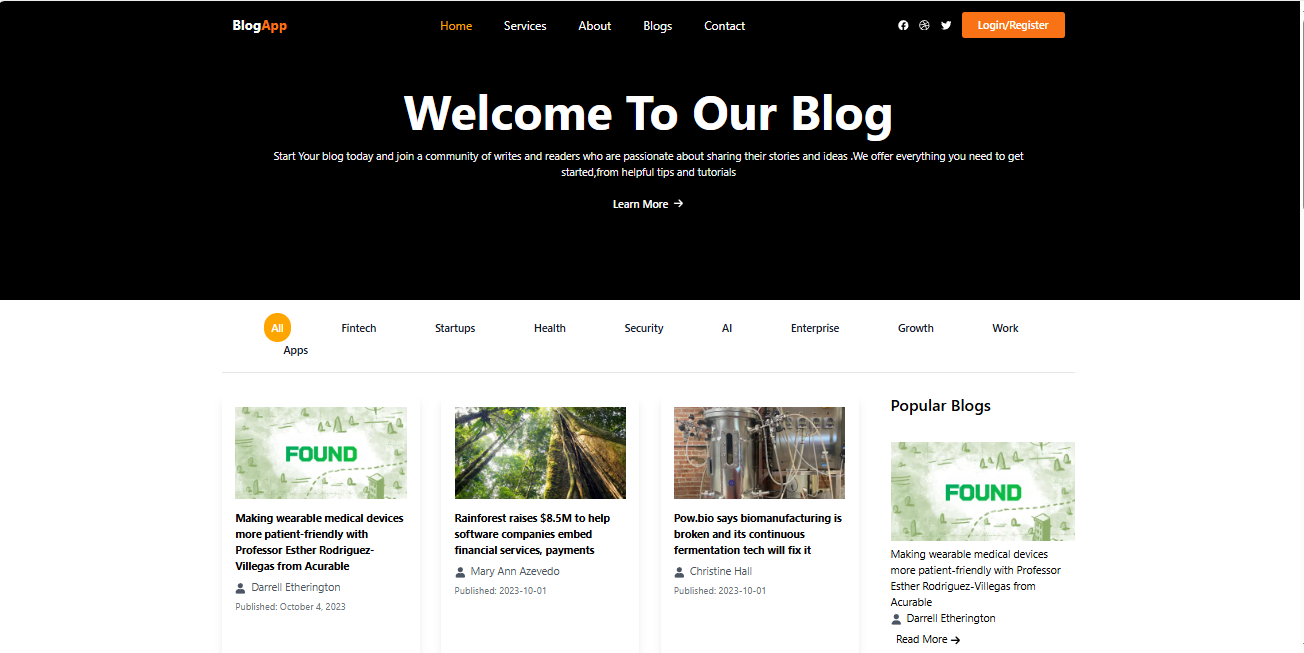 BlogApp
Home Services About Blogs Contact
Login/Register
Welcome To Our Blog
Start Your blog today and join a community of writes and readers who are passionate about sharing their stories and ideas .We offer everything you need to get
started,from helpful tips and tutorials
Learn More
All Fintech Startups Health Security AI Enterprise Growth Work
Apps
FOUND
Making wearable medical devices
more patient-friendly with
Professor Esther Rodriguez-
Villegas from Acurable
Darrell Etherington
Published: October 4, 2023
Rainforest raises $8.5M to help
software companies embed
financial services, payments
Mary Ann Azevedo
Published: 2023-10-01
Pow.bio says biomanufacturing is
broken and its continuous
fermentation tech will fix it
Christine Hall
Published: 2023-10-01
Popular Blogs
FOUND
Making wearable medical devices
more patient-friendly with Professor
Esther Rodriguez-Villegas from
Acurable
Darrell Etherington
Read More